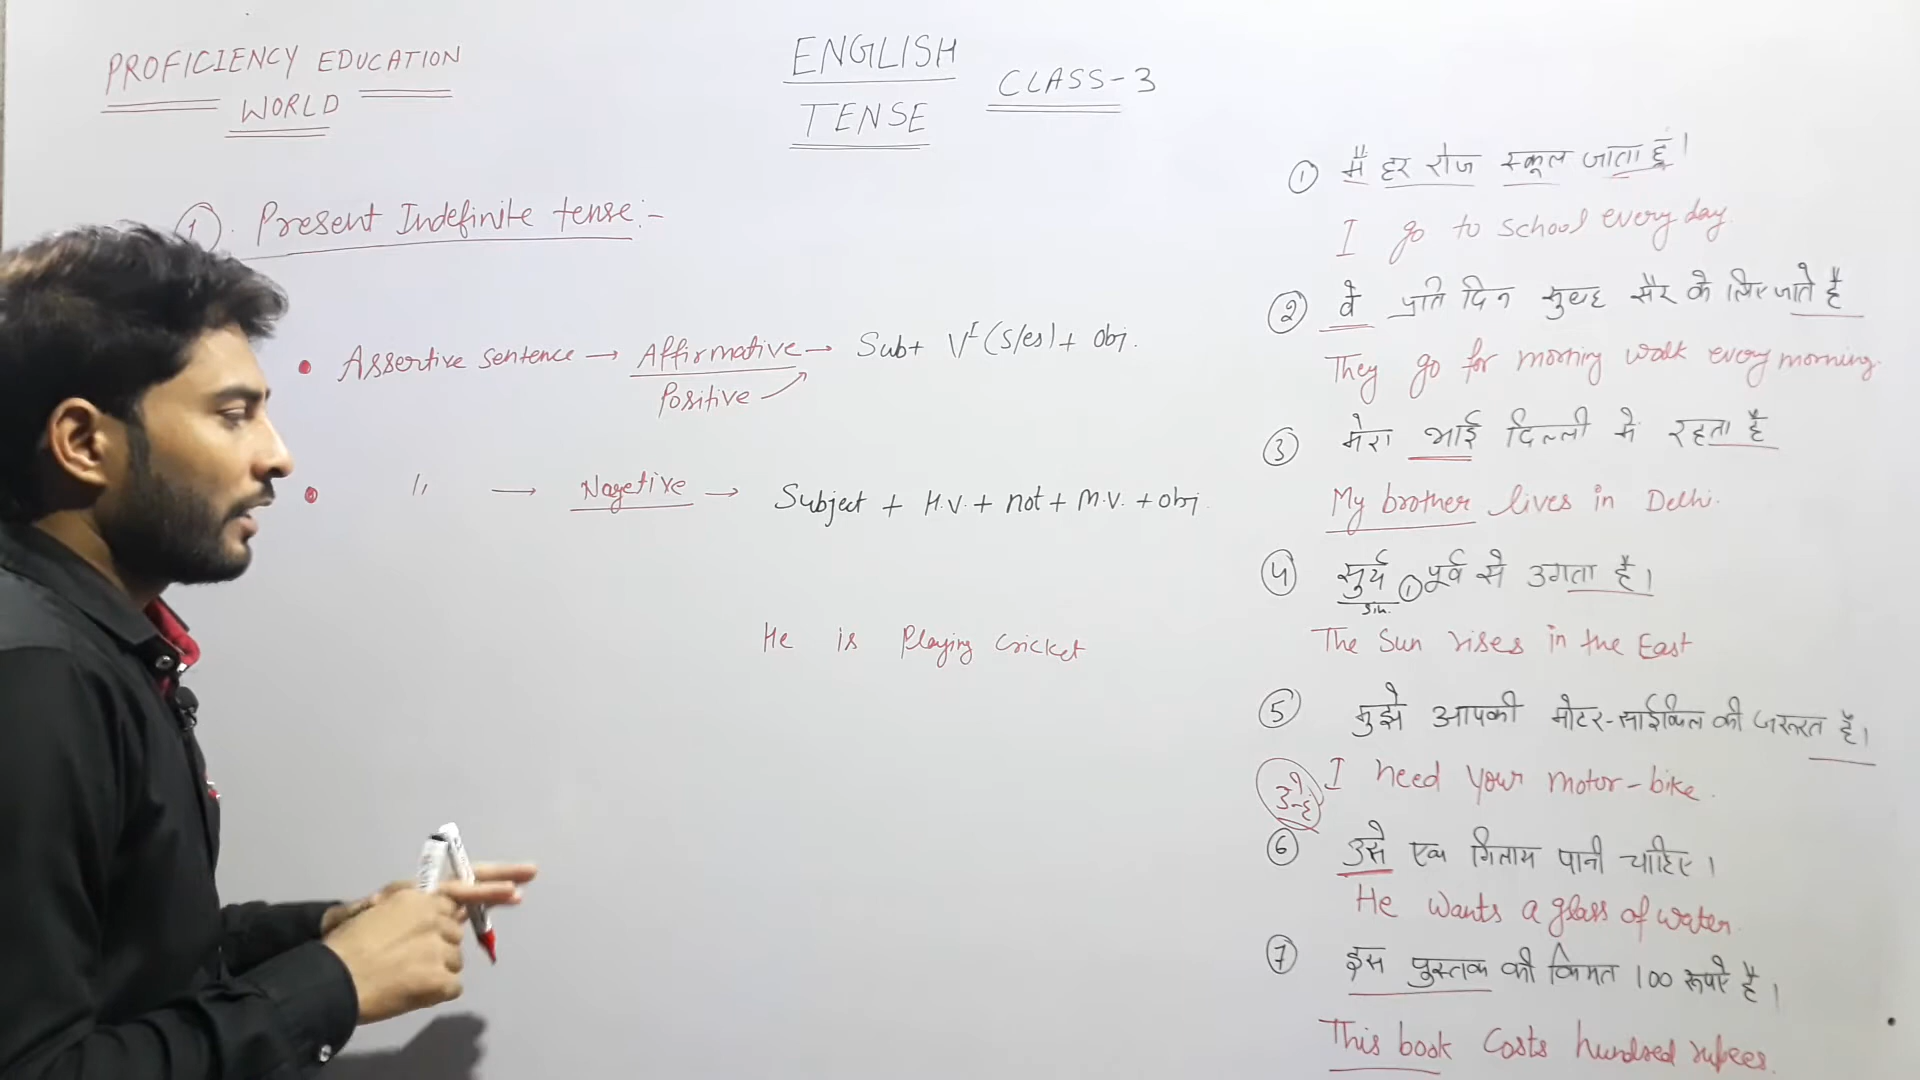 PROFICIENCY EDUCATION
WORLD
ENGLISH
TENSE
CLASS-3
1. Present Indefinite tense:-
• Assertive sentence → Affirmative → Sub + V^I (s/es) + obj.
Positive
• " → Nagetive → Subject + H.V. + not + M.V. + obj.
He is Playing cricket
1 मैं हर रोज स्कूल जाता हूँ।
I go to school every day.
2 वे प्रति दिन सुबह सैर के लिए जाते हैं
They go for morning walk every morning.
3 मेरा भाई दिल्ली में रहता है
My brother lives in Delhi.
4 सुर्य पूर्व से उगता है।
The Sun rises in the East
5 मुझे आपकी मोटर-साईकिल की जरूरत है।
I need your motor-bike.
6 उसे एक गिलास पानी चाहिए।
He wants a glass of water.
7 इस पुस्तक की किमत 100 रूपये है।
This book costs hundred rupees.